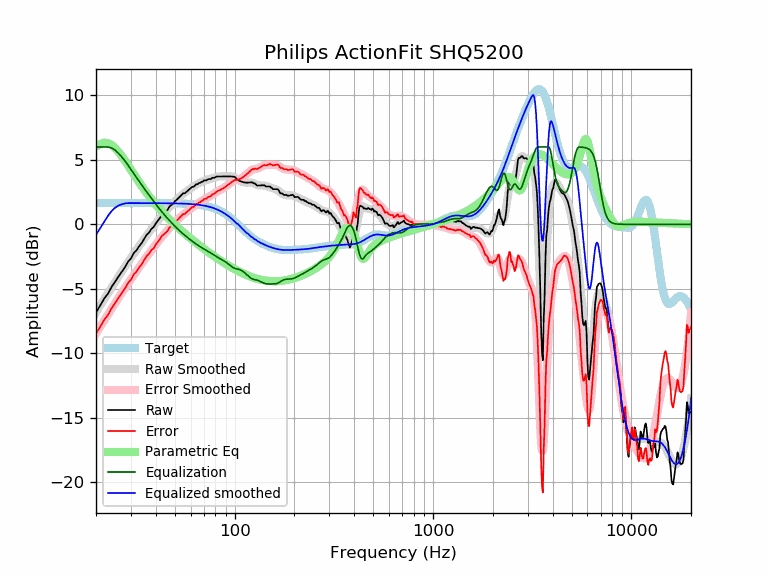 Philips ActionFit SHQ5200
Amplitude (dBr)
10
5
0
−5
−10
−15
−20
Target
Raw Smoothed
Error Smoothed
Raw
Error
Parametric Eq
Equalization
Equalized smoothed
100
1000
10000
Frequency (Hz)